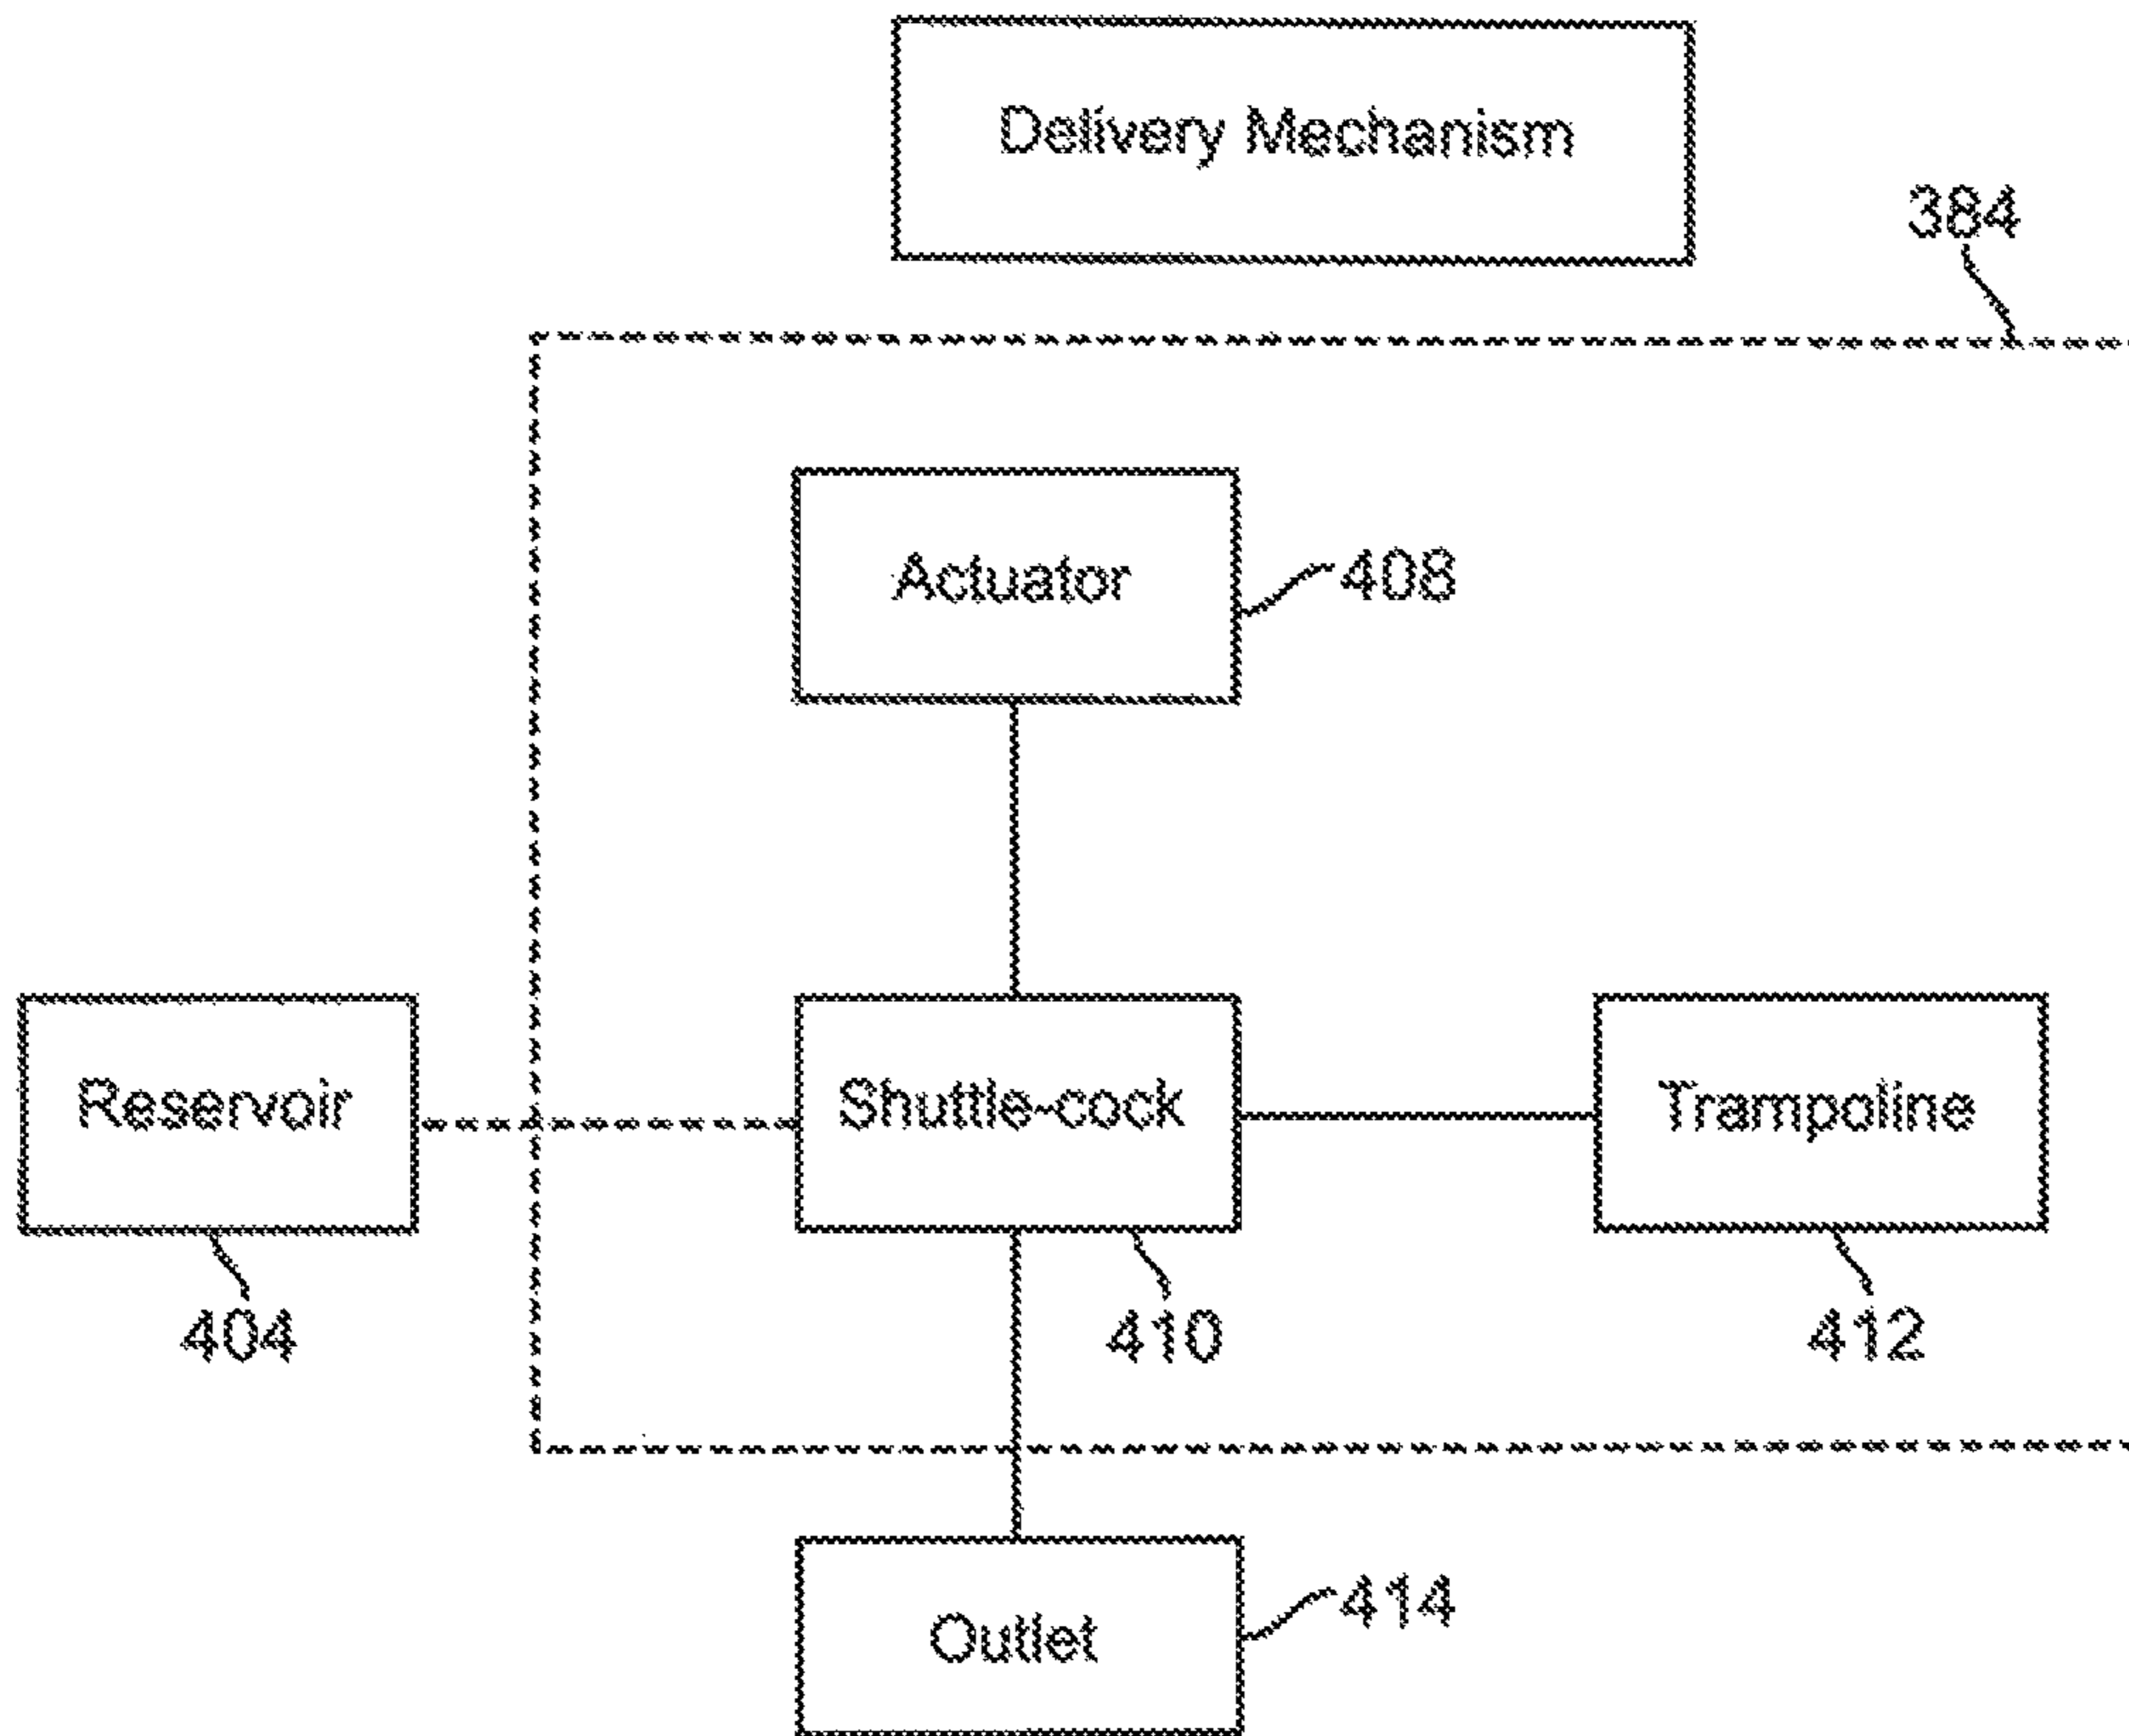 Delivery Mechanism
384
Actuator
408
Reservoir
Shuttle-cock
Trampoline
404
410
412
Outlet
414